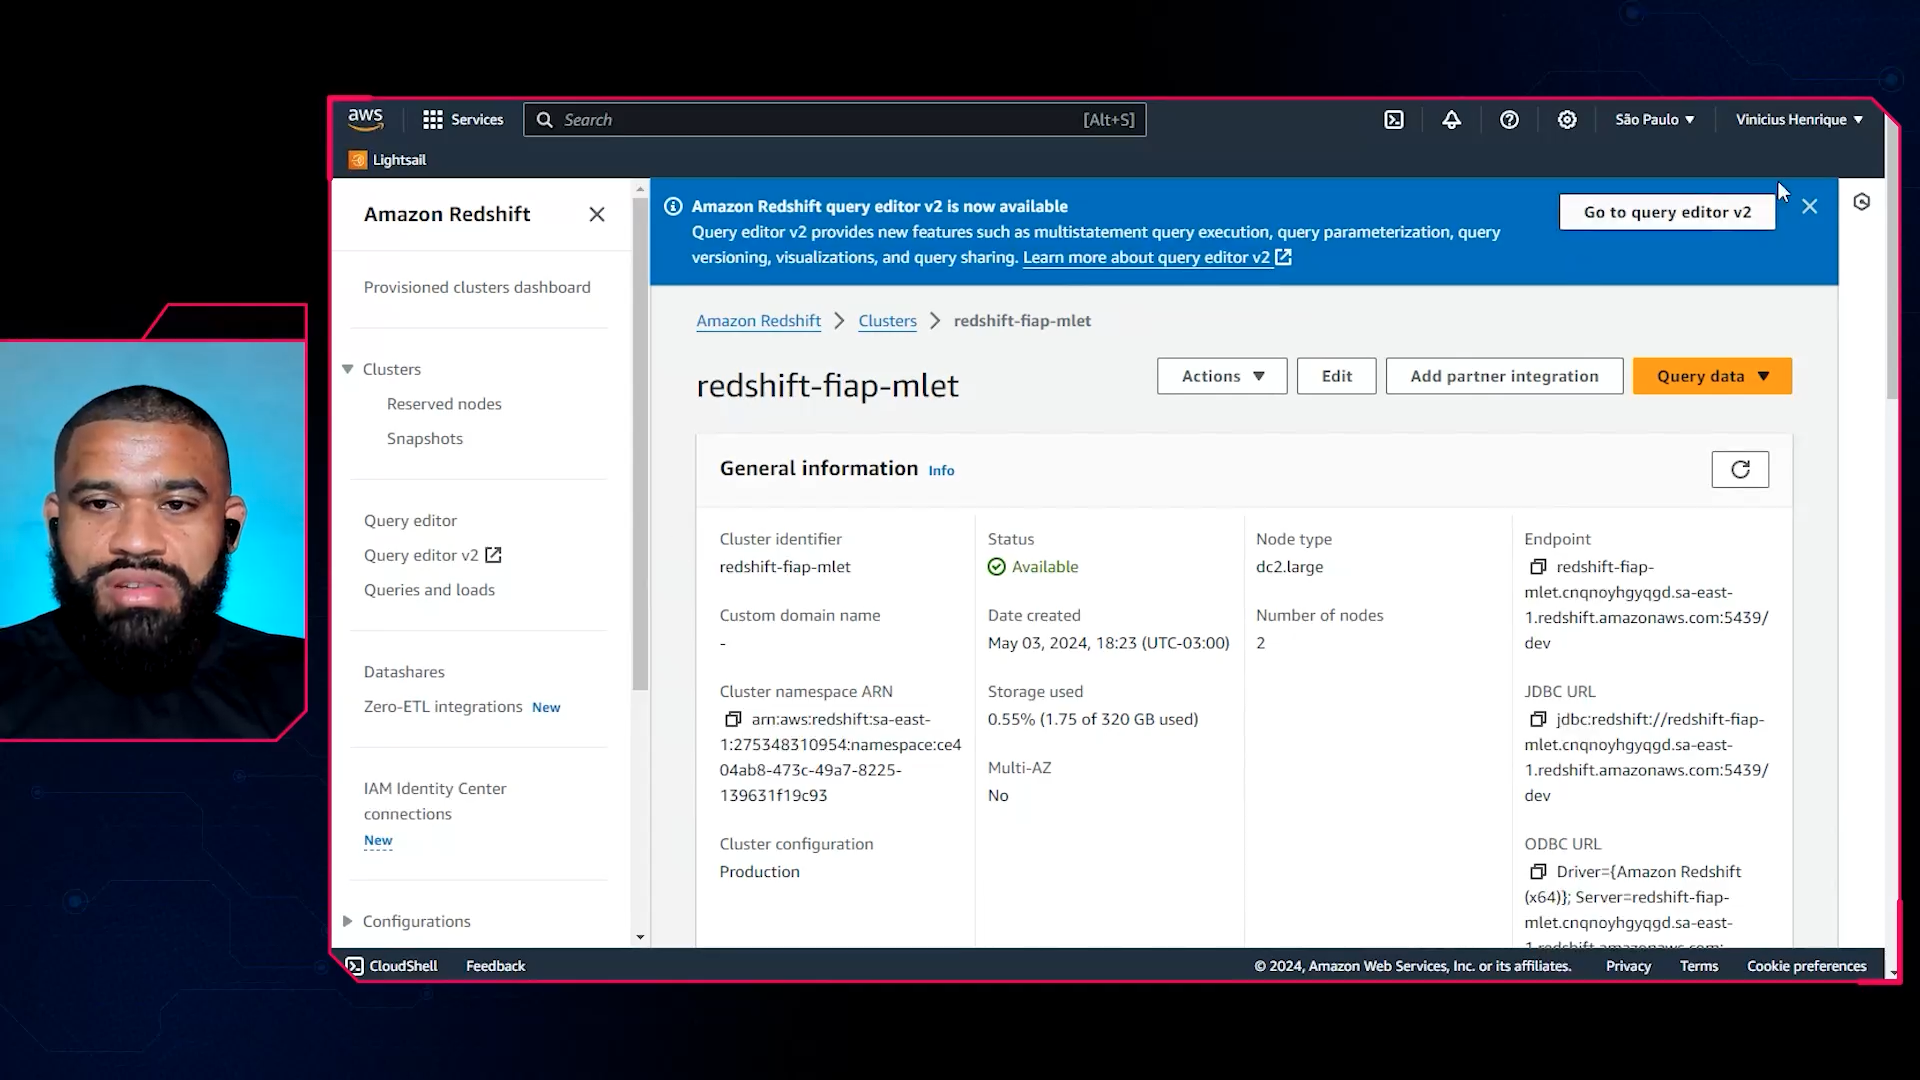 aws
Services
Search
[Alt+S]
São Paulo
Vinicius Henrique
Lightsail
Amazon Redshift
Provisioned clusters dashboard
Clusters
Reserved nodes
Snapshots
Query editor
Query editor v2
Queries and loads
Datashares
Zero-ETL integrations New
IAM Identity Center
connections
New
Configurations
Amazon Redshift query editor v2 is now available
Query editor v2 provides new features such as multistatement query execution, query parameterization, query
versioning, visualizations, and query sharing. Learn more about query editor v2
Go to query editor v2
Amazon Redshift > Clusters > redshift-fiap-mlet
redshift-fiap-mlet
Actions
Edit
Add partner integration
Query data
General information Info
Cluster identifier
redshift-fiap-mlet
Custom domain name
-
Cluster namespace ARN
arn:aws:redshift:sa-east-
1:275348310954:namespace:ce4
04ab8-473c-49a7-8225-
139631f19c93
Cluster configuration
Production
Status
Available
Date created
May 03, 2024, 18:23 (UTC-03:00)
Storage used
0.55% (1.75 of 320 GB used)
Multi-AZ
No
Node type
dc2.large
Number of nodes
2
Endpoint
redshift-fiap-
mlet.cnqnoyhgyqgd.sa-east-
1.redshift.amazonaws.com:5439/
dev
JDBC URL
jdbc:redshift://redshift-fiap-
mlet.cnqnoyhgyqgd.sa-east-
1.redshift.amazonaws.com:5439/
dev
ODBC URL
Driver={Amazon Redshift
(x64)}; Server=redshift-fiap-
mlet.cnqnoyhgyqgd.sa-east-
1.redshift.amazonaws.com:
CloudShell
Feedback
© 2024, Amazon Web Services, Inc. or its affiliates.
Privacy
Terms
Cookie preferences